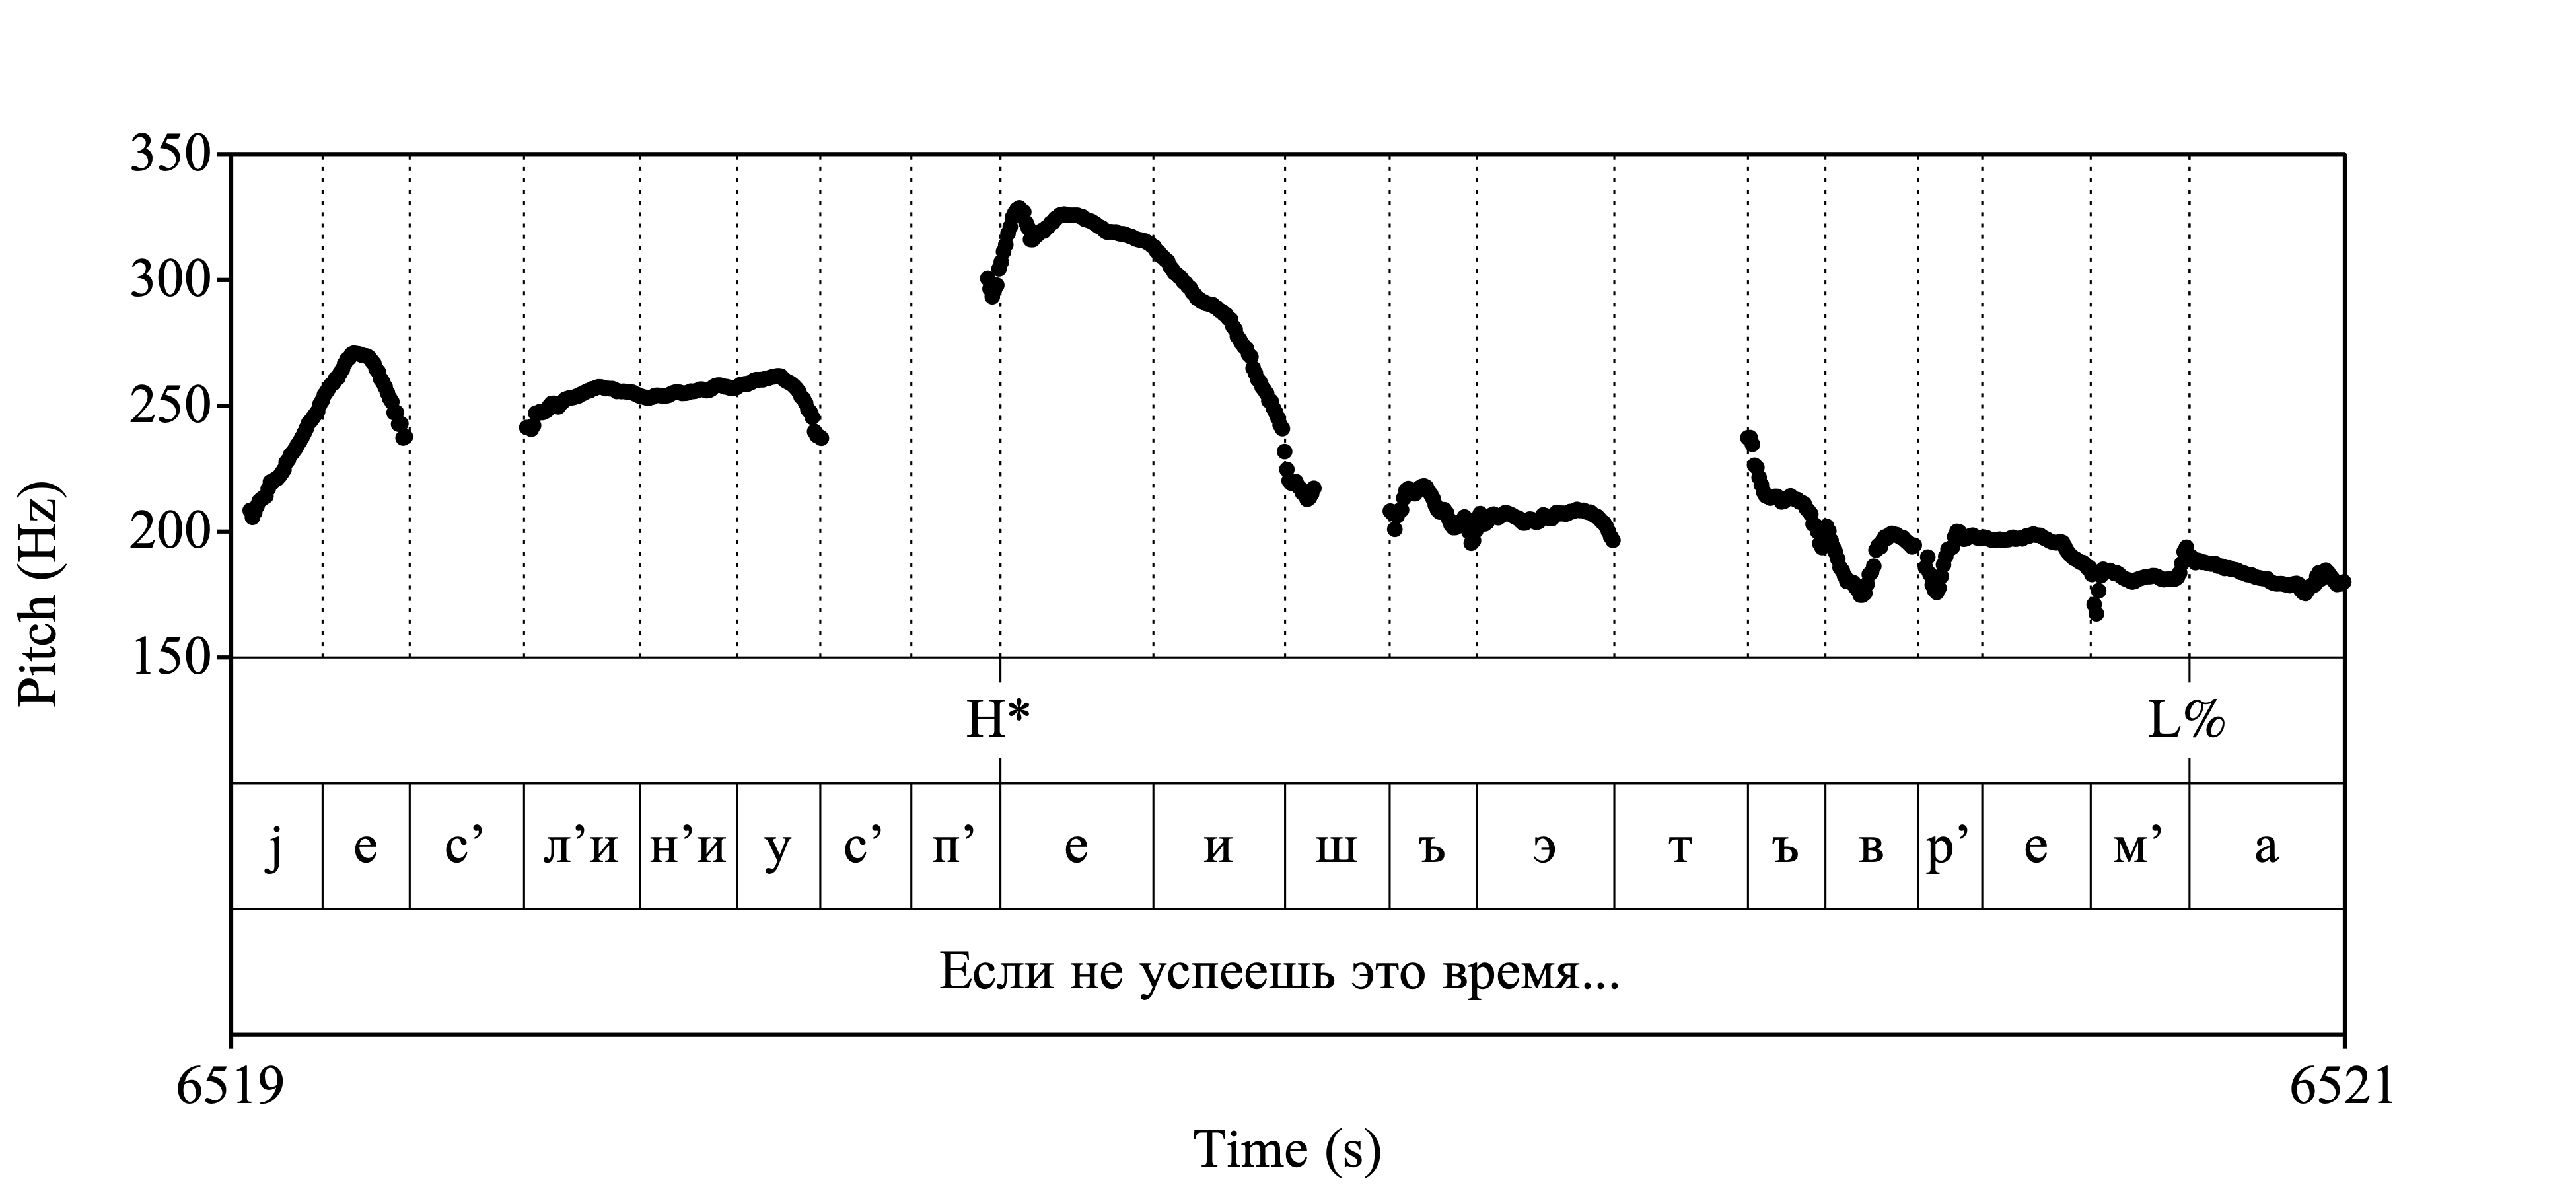 350
300
250
200
150
Pitch (Hz)
H* L%
j е с’ л’и н’и у с’ п’ е и ш ъ э т ъ в р’ е м’ а
Если не успеешь это время...
6519 6521
Time (s)